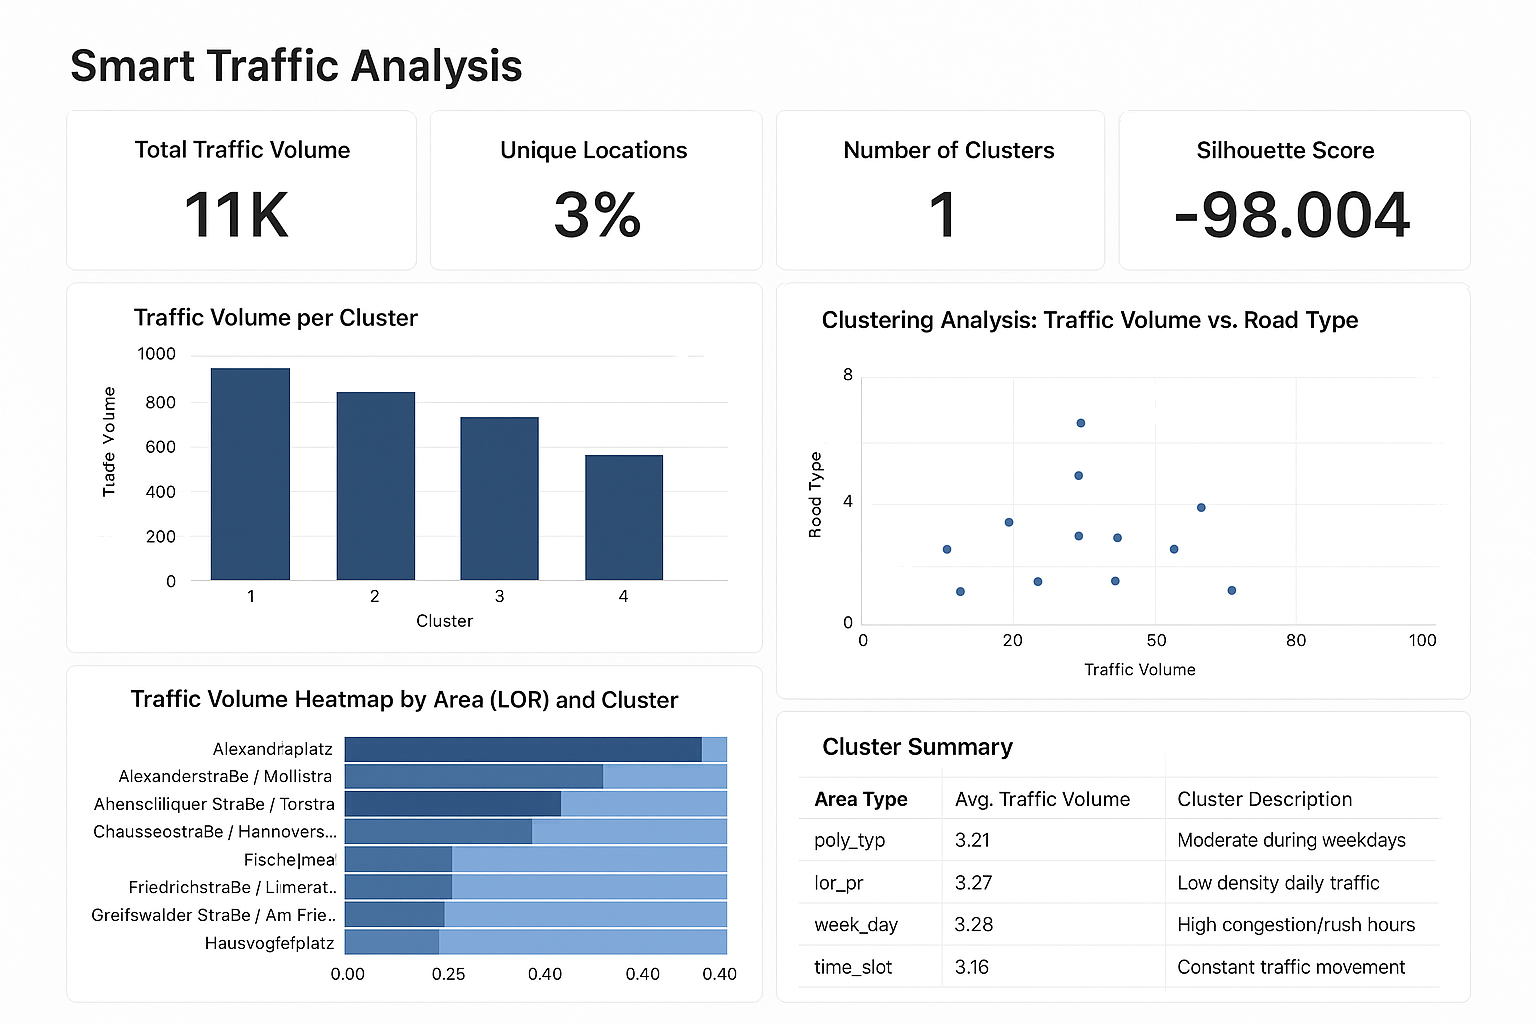 Smart Traffic Analysis
Total Traffic Volume
11K
Unique Locations
3%
Number of Clusters
1
Silhouette Score
-98.004
Traffic Volume per Cluster
1000
800
600
400
200
0
Tıade Volume
1
2
3
4
Cluster
Clustering Analysis: Traffic Volume vs. Road Type
8
4
0
Rood Type
0
20
50
80
100
Traffic Volume
Traffic Volume Heatmap by Area (LOR) and Cluster
Alexandraplatz
AlexanderstraBe / Mollistra
Ahenscliliquer StraBe / Torstra
ChausseostraBe / Hannovers...
Fische|mea
FriedrichstraBe / Limerat..
Greifswalder StraBe / Am Frie..
Hausvogfefplatz
0.00
0.25
0.40
0.40
0.40
Cluster Summary
Area Type Avg. Traffic Volume Cluster Description
poly_typ 3.21 Moderate during weekdays
lor_pr 3.27 Low density daily traffic
week_day 3.28 High congestion/rush hours
time_slot 3.16 Constant traffic movement